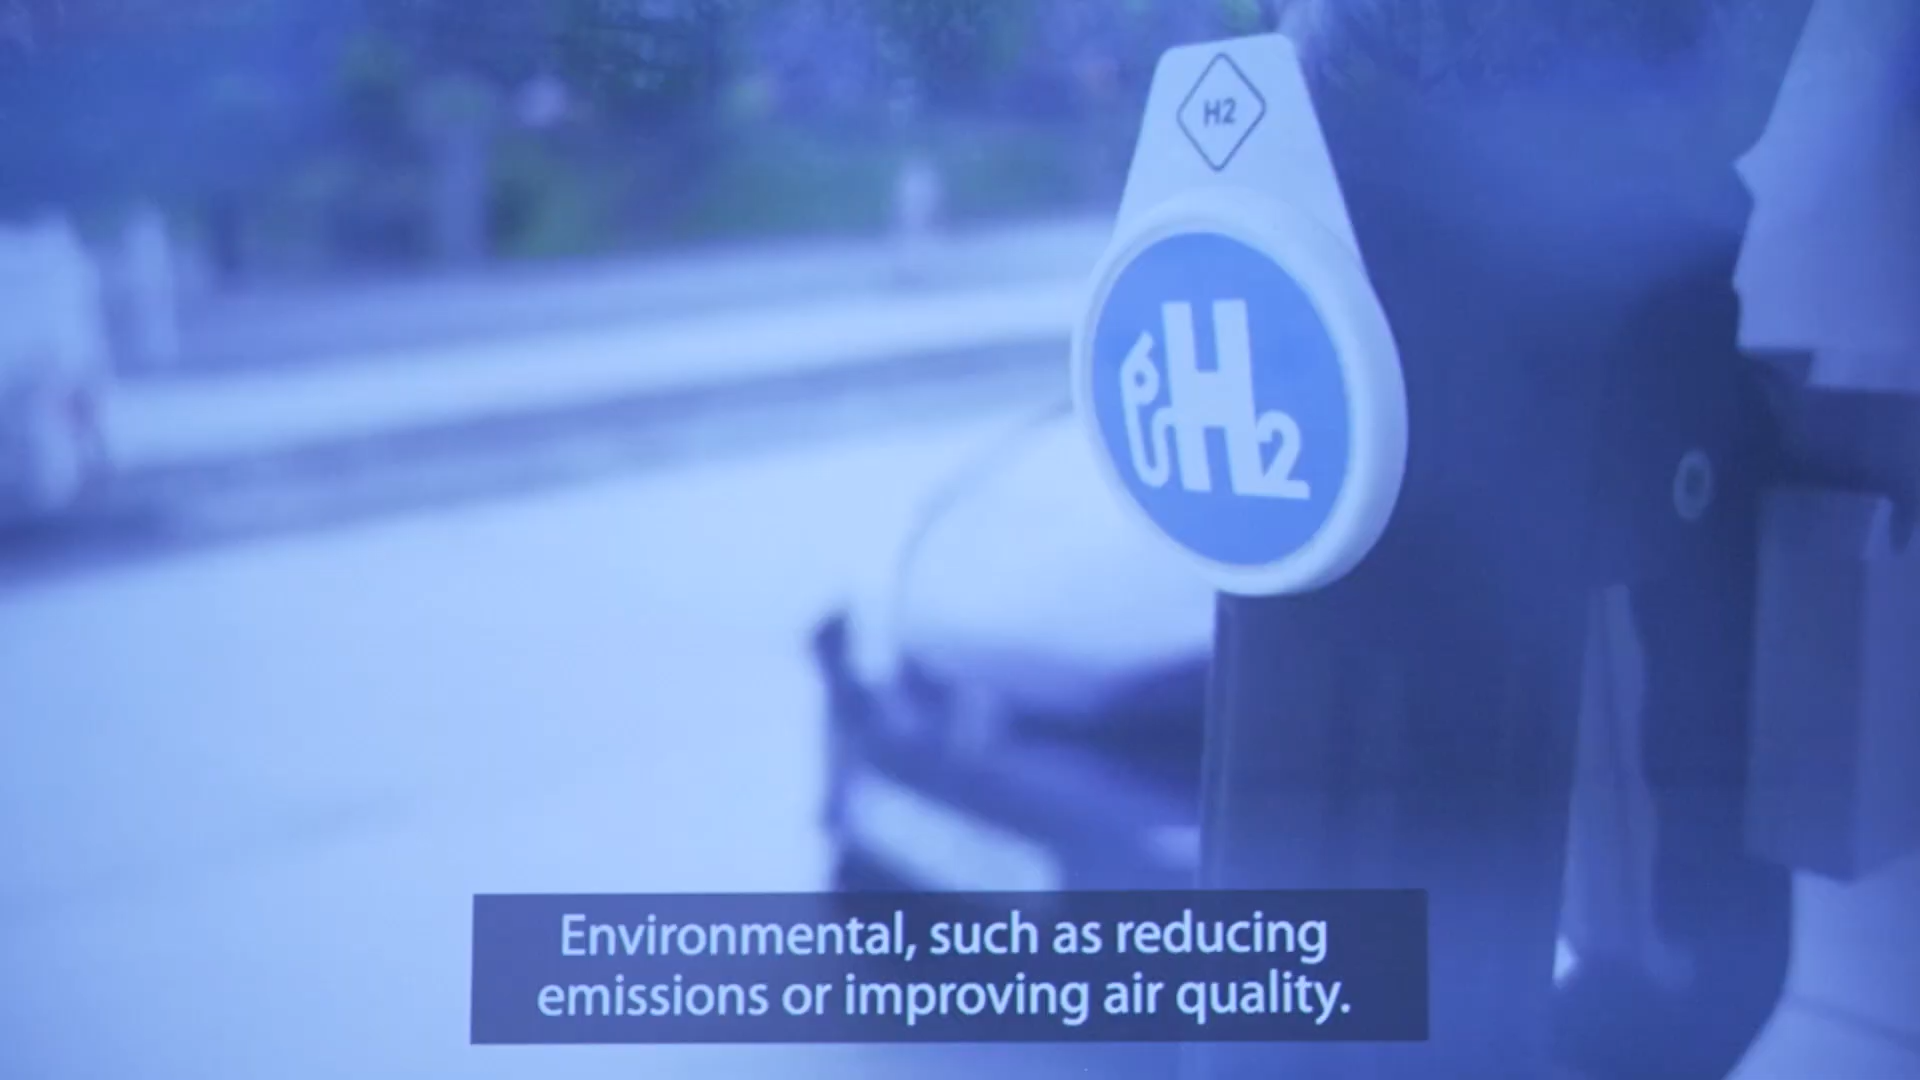 H2
H2
Environmental, such as reducing
emissions or improving air quality.